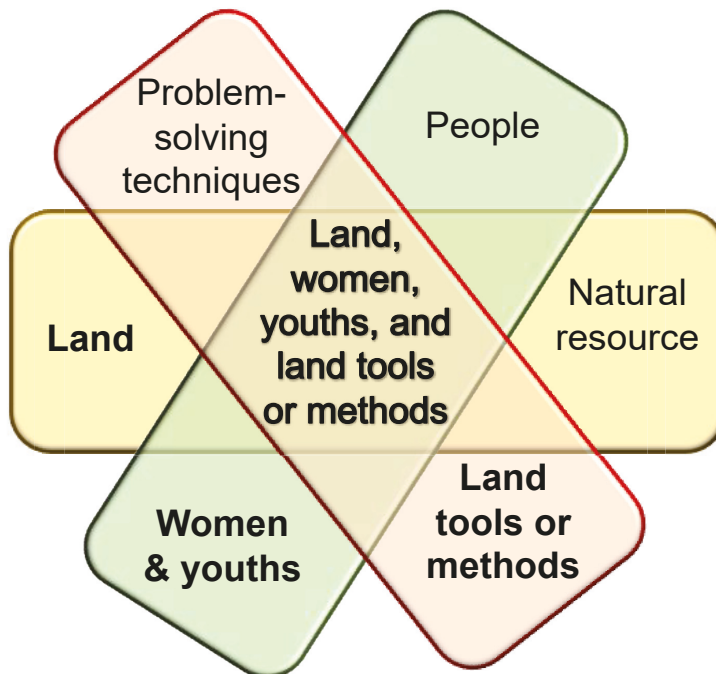 Problem-
solving
techniques
People
Land,
women,
youths, and
land tools
or methods
Land
Natural
resource
Women
& youths
Land
tools or
methods